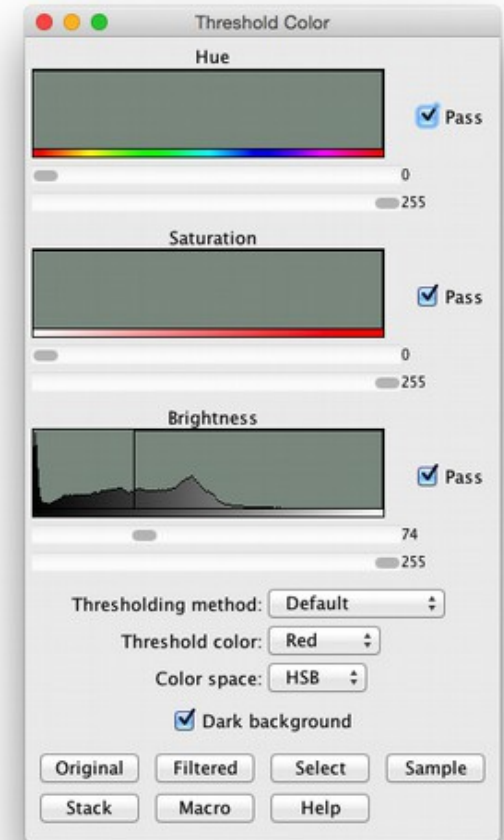 Threshold Color
Hue
Pass
0
255
Saturation
Pass
0
255
Brightness
Pass
74
255
Thresholding method: Default
Threshold color: Red
Color space: HSB
Dark background
Original Filtered Select Sample
Stack Macro Help